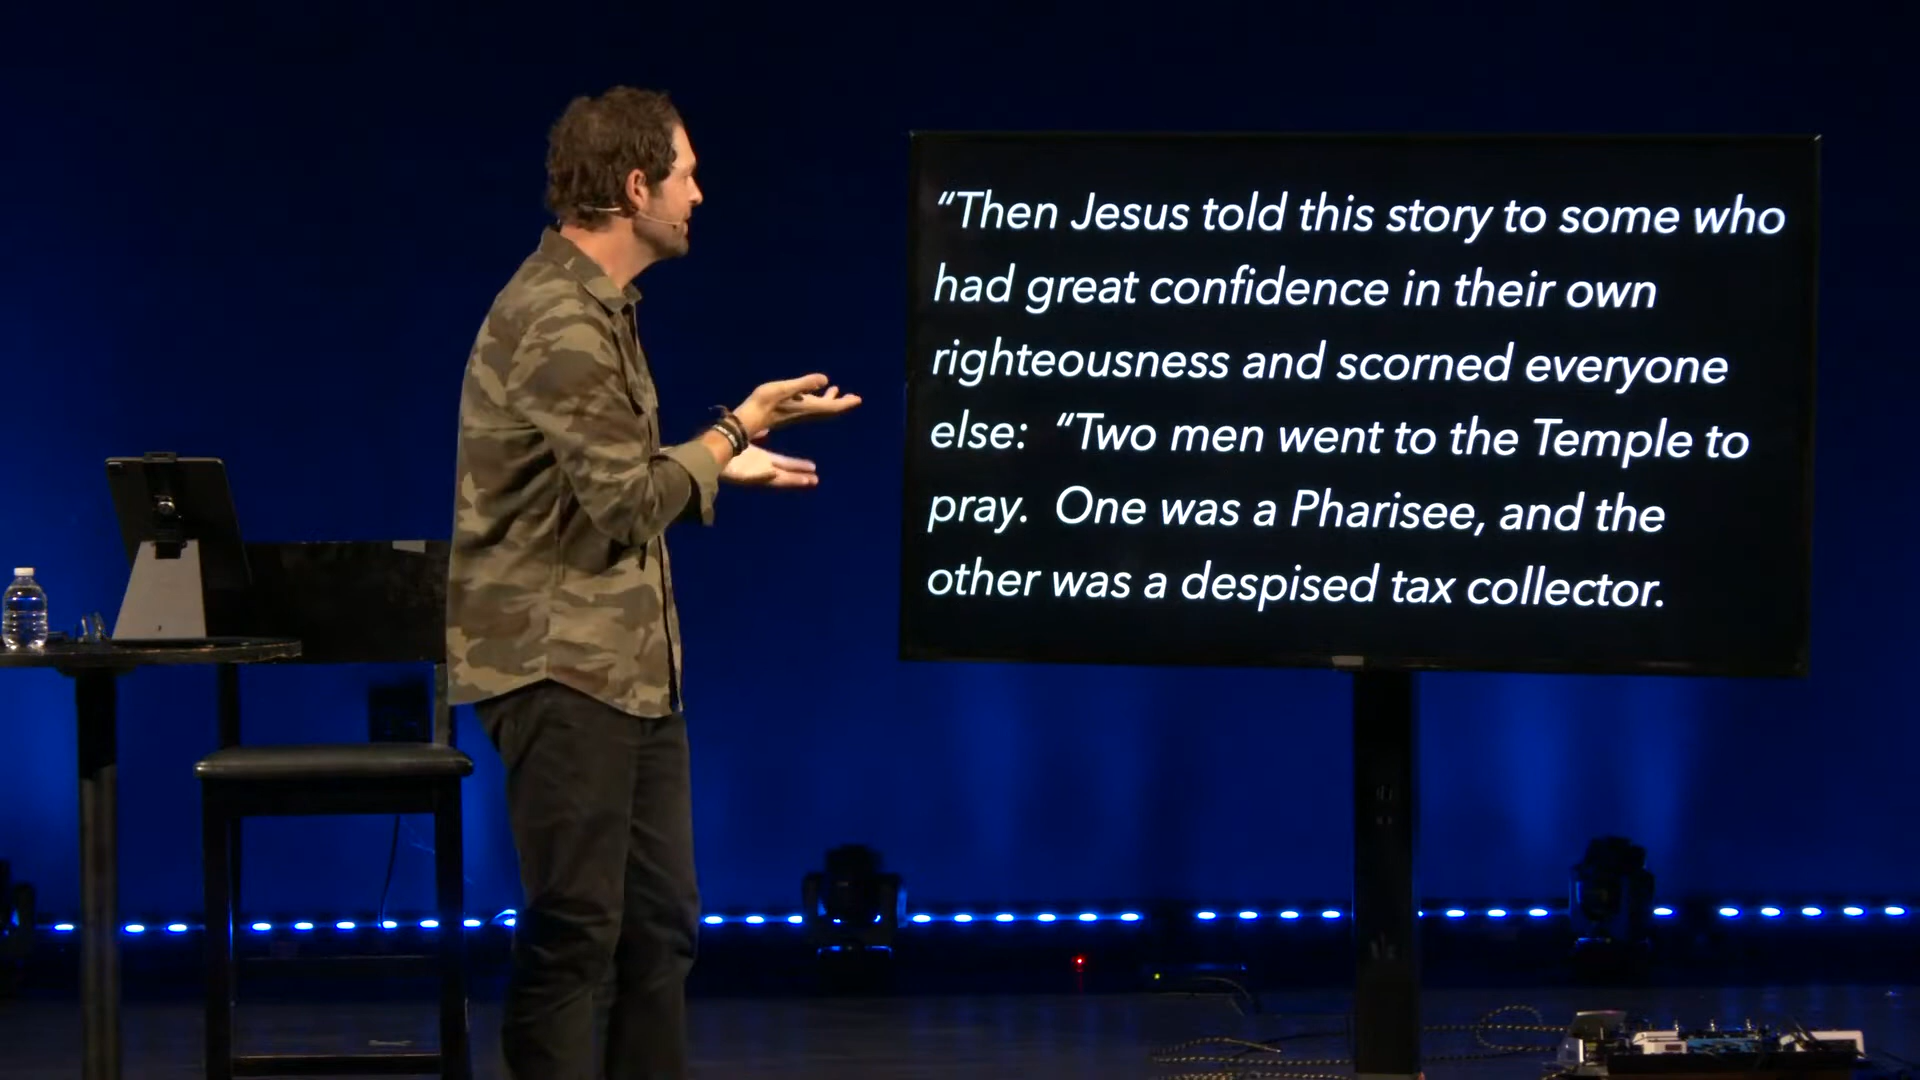 “Then Jesus told this story to some who
had great confidence in their own
righteousness and scorned everyone
else:  “Two men went to the Temple to
pray.  One was a Pharisee, and the
other was a despised tax collector.